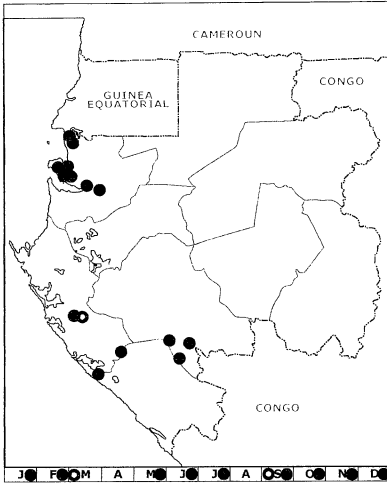 CAMEROUN
CONGO
GUINEA
EQUATORIAL
CONGO
J F M A M J J A S O N D